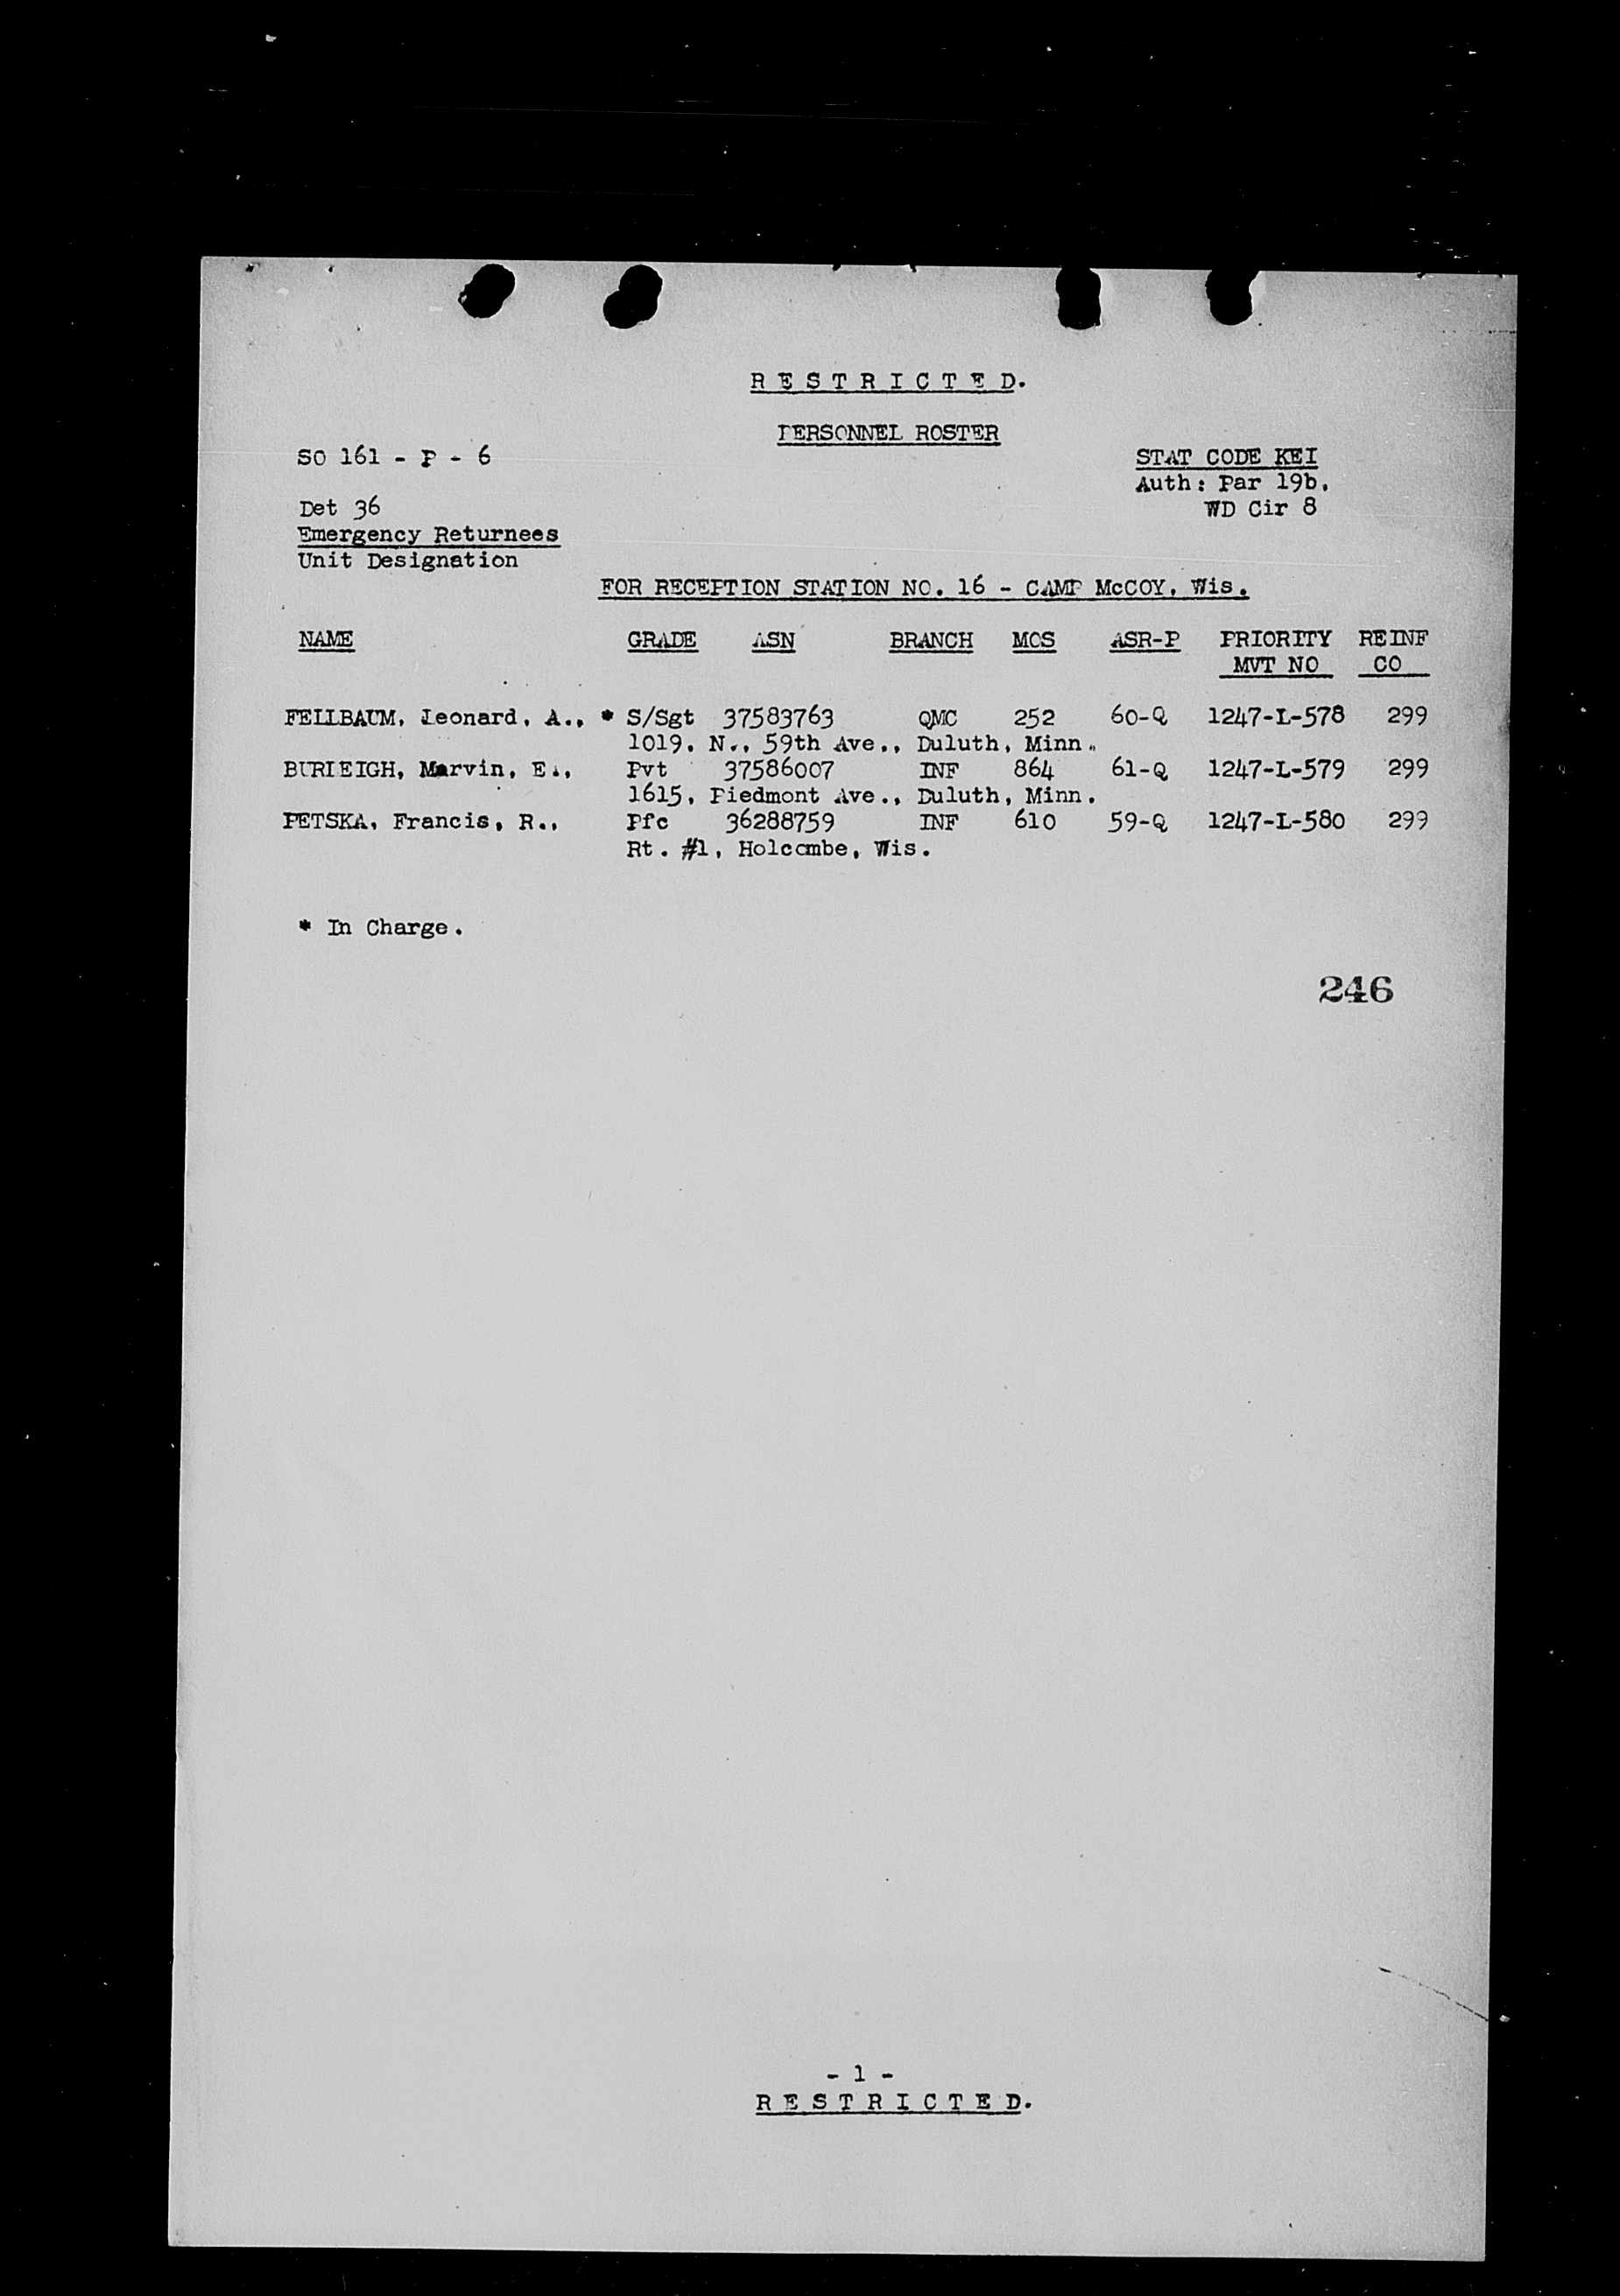 R E S T R I C T E D.
PERSONNEL ROSTER
SO 161 - P - 6
STAT CODE KEI
Auth: Par 19b,
WD Cir 8
Det 36
Emergency Returnees
Unit Designation
FOR RECEPTION STATION NO. 16 - CAMP McCOY, Wis.
NAME GRADE ASN BRANCH MOS ASR-P PRIORITY REINF
MVT NO CO
FELLBAUM, Leonard, A., * S/Sgt 37583763 QMC 252 60-Q 1247-L-578 299
1019, N., 59th Ave., Duluth, Minn.
BURLEIGH, Marvin, E., Pvt 37586007 INF 864 61-Q 1247-L-579 299
1615, Piedmont Ave., Duluth, Minn.
PETSKA, Francis, R., Pfc 36288759 INF 610 59-Q 1247-L-580 299
Rt. #1, Holcombe, Wis.
* In Charge.
246
- 1 -
R E S T R I C T E D.